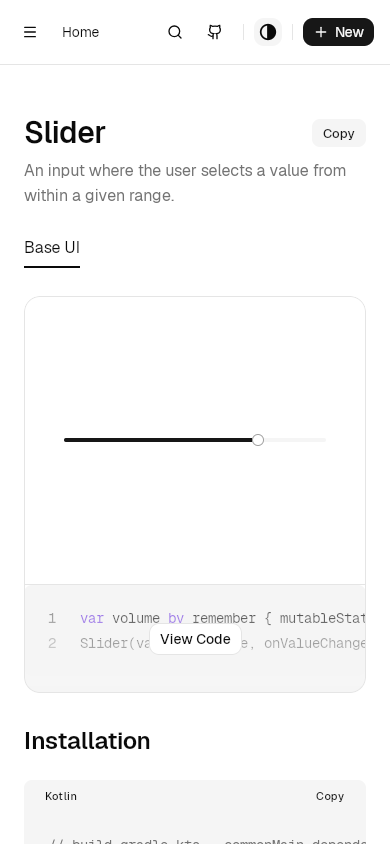 Home
New
Slider
Copy
An input where the user selects a value from
within a given range.
Base UI
1 var volume by remember { mutableStat
2 Slider(va e, onValueChange
View Code
Installation
Kotlin
Copy